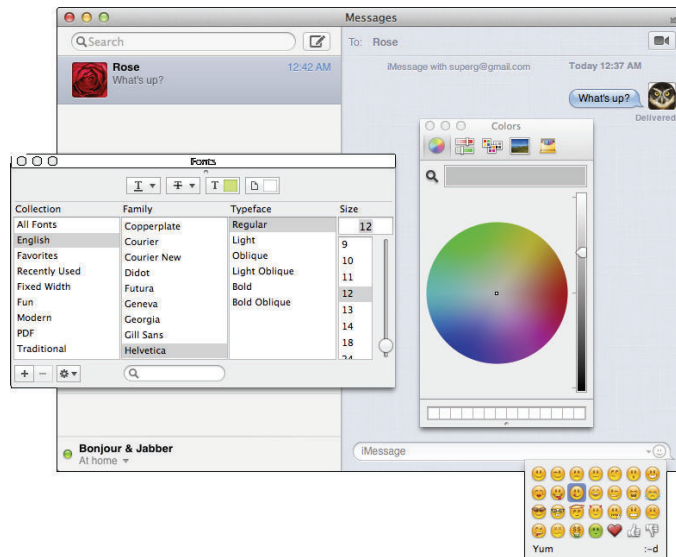 Messages
Search
To: Rose
Rose 12:42 AM
What's up?
iMessage with superg@gmail.com Today 12:37 AM
What's up?
Delivered
Colors
Fonts
T T T
Collection Family Typeface Size
All Fonts Copperplate Regular 12
English Courier Light 9
Favorites Courier New Oblique 10
Recently Used Didot Light Oblique 11
Fixed Width Futura Bold 12
Fun Geneva Bold Oblique 13
Modern Georgia 14
PDF Gill Sans 18
Traditional Helvetica 24
Bonjour & Jabber
At home
iMessage
Yum :-d